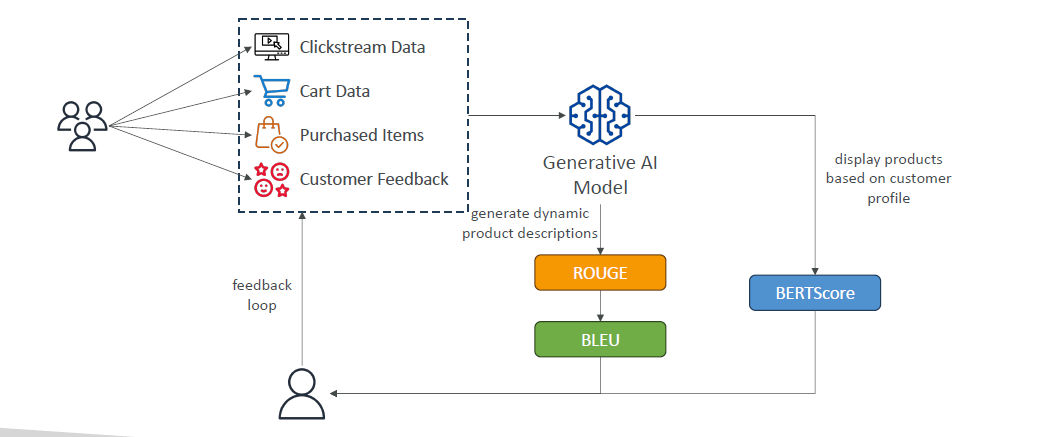 Clickstream Data
Cart Data
Purchased Items
Customer Feedback
Generative AI
Model
display products
based on customer
profile
generate dynamic
product descriptions
ROUGE
BERTScore
feedback
loop
BLEU